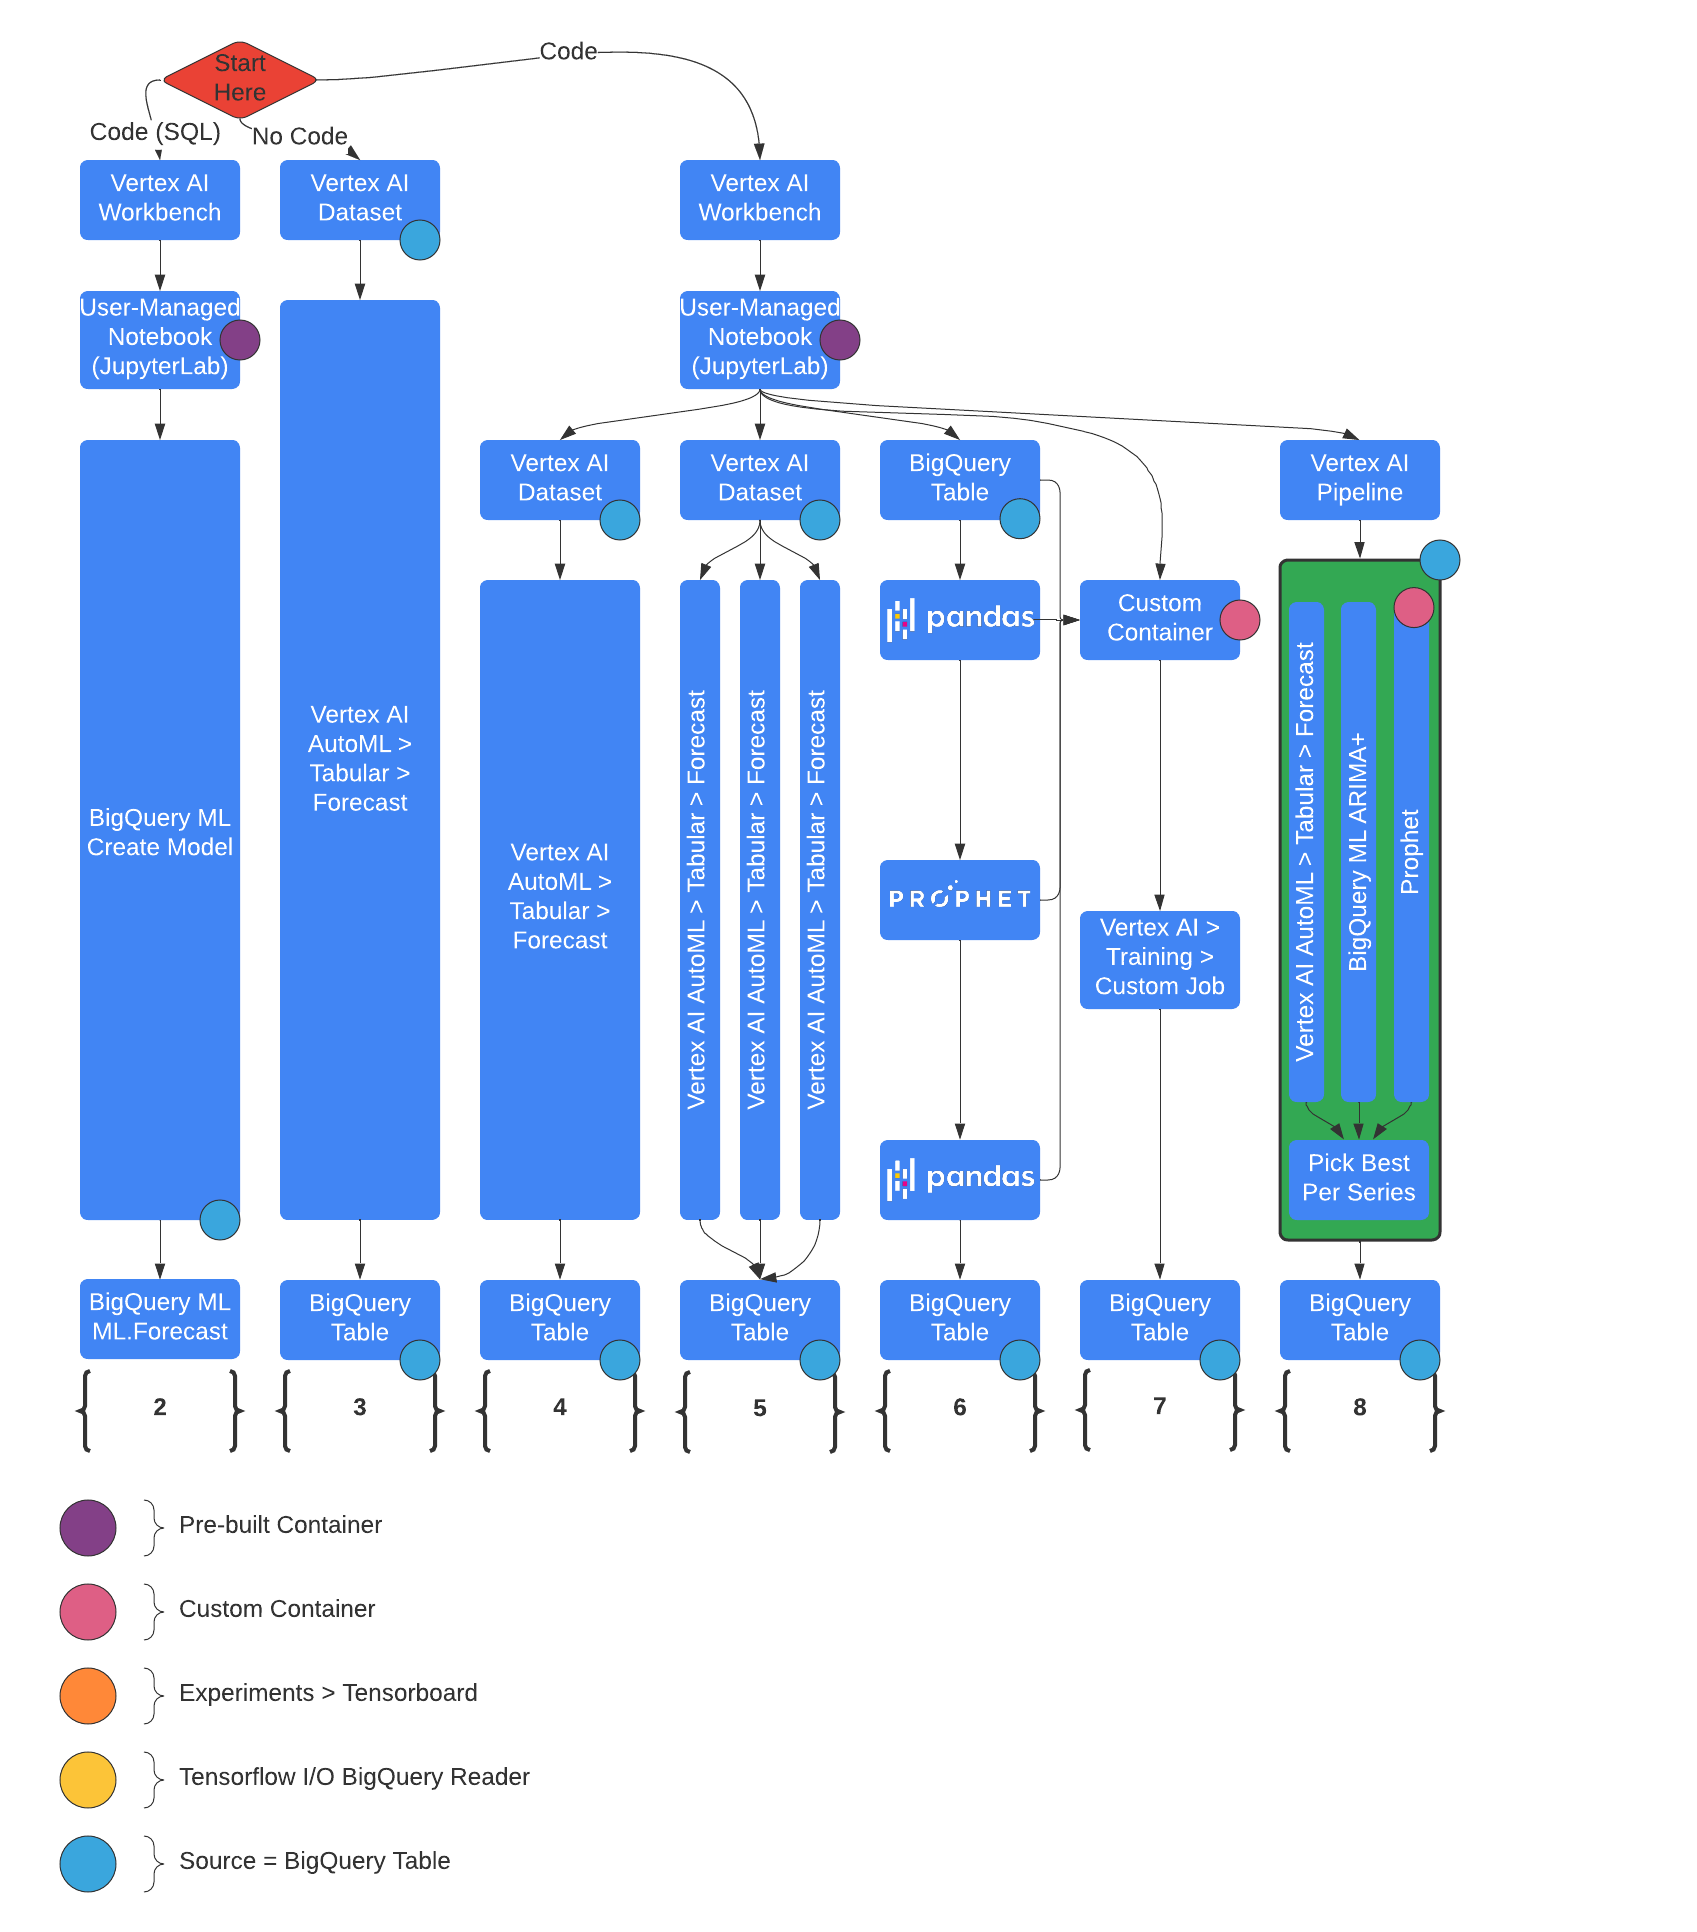 Start
Here
Code
Code (SQL)
No Code
Vertex AI
Workbench
Vertex AI
Dataset
Vertex AI
Workbench
User-Managed
Notebook
(JupyterLab)
User-Managed
Notebook
(JupyterLab)
Vertex AI
Dataset
Vertex AI
Dataset
BigQuery
Table
Vertex AI
Pipeline
BigQuery ML
Create Model
Vertex AI
AutoML >
Tabular >
Forecast
Vertex AI
AutoML >
Tabular >
Forecast
Vertex AI AutoML > Tabular > Forecast
Vertex AI AutoML > Tabular > Forecast
Vertex AI AutoML > Tabular > Forecast
pandas
PROPHET
pandas
Custom
Container
Vertex AI >
Training >
Custom Job
Vertex AI AutoML > Tabular > Forecast
BigQuery ML ARIMA+
Prophet
Pick Best
Per Series
BigQuery ML
ML.Forecast
BigQuery
Table
BigQuery
Table
BigQuery
Table
BigQuery
Table
BigQuery
Table
BigQuery
Table
2
3
4
5
6
7
8
Pre-built Container
Custom Container
Experiments > Tensorboard
Tensorflow I/O BigQuery Reader
Source = BigQuery Table